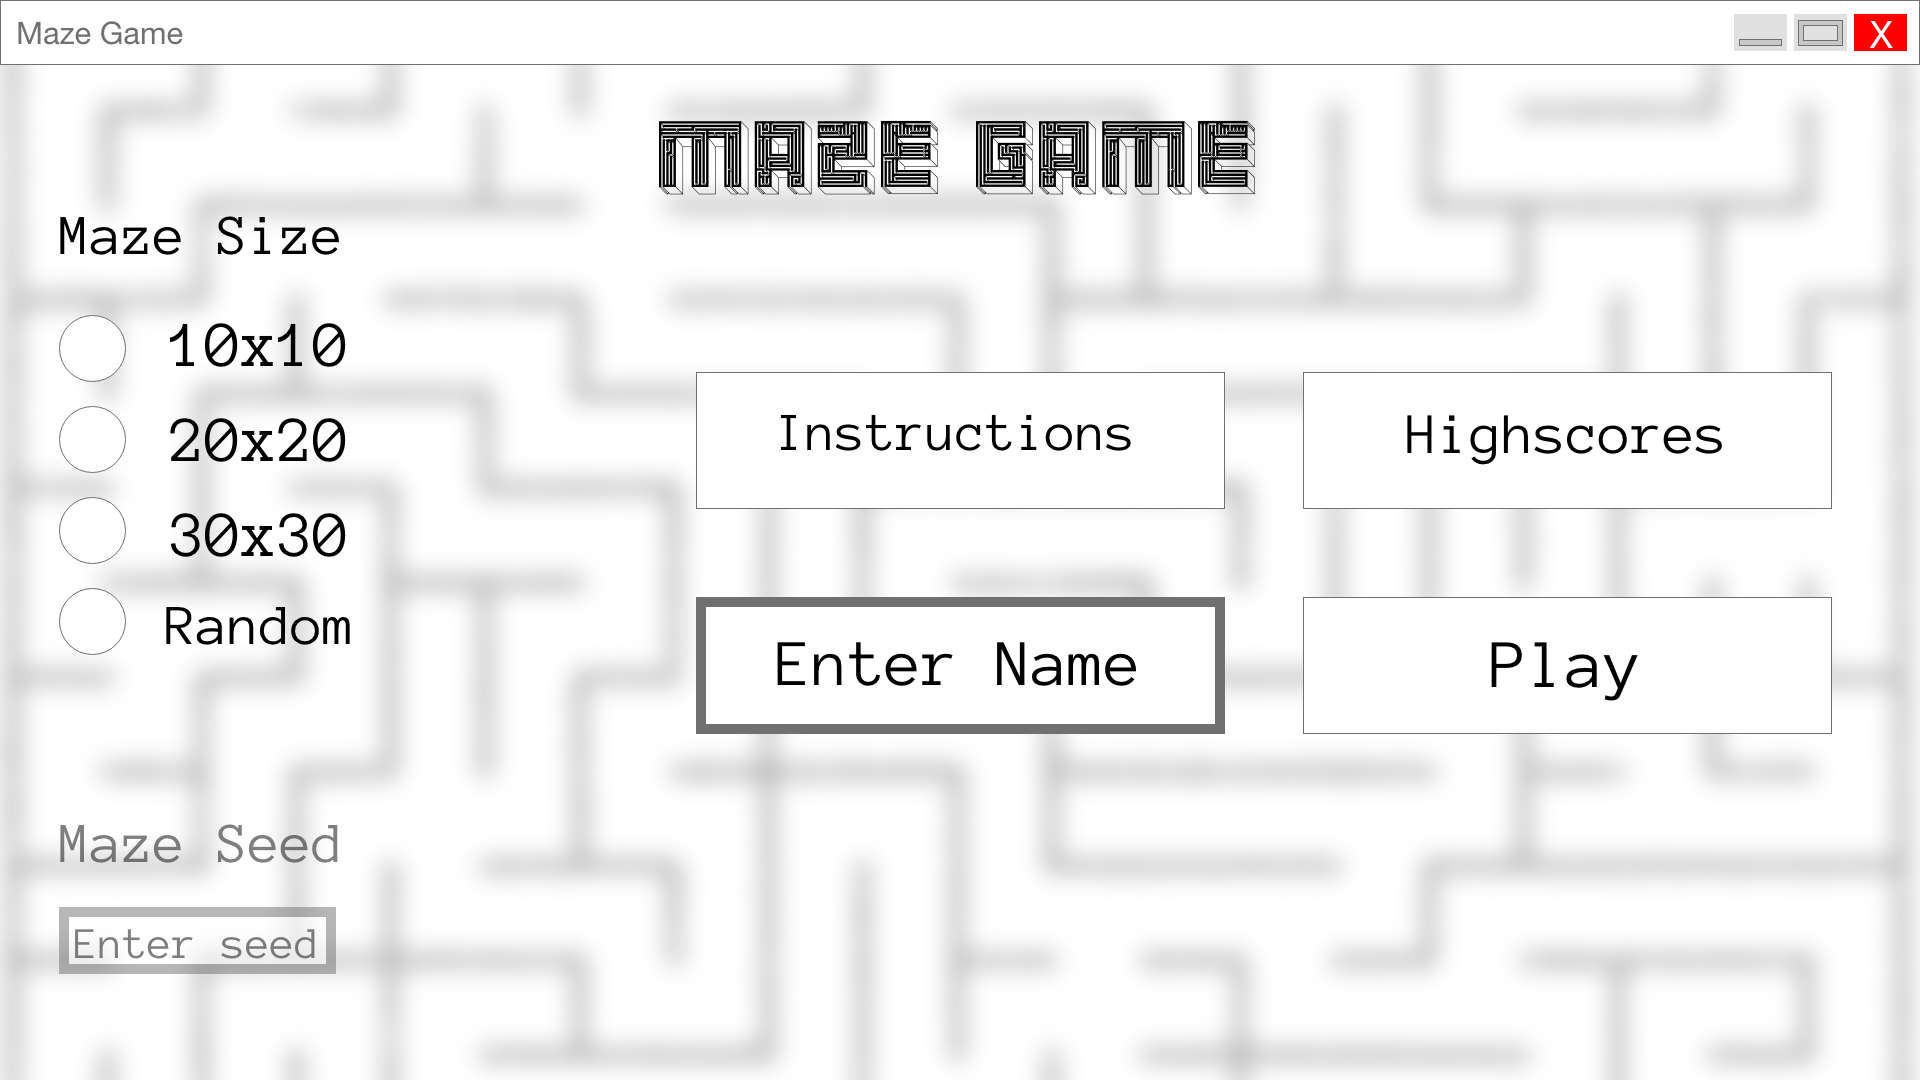 Maze Game
X
MAZE GAME
Maze Size
10x10
20x20
30x30
Random
Instructions
Highscores
Enter Name
Play
Maze Seed
Enter seed